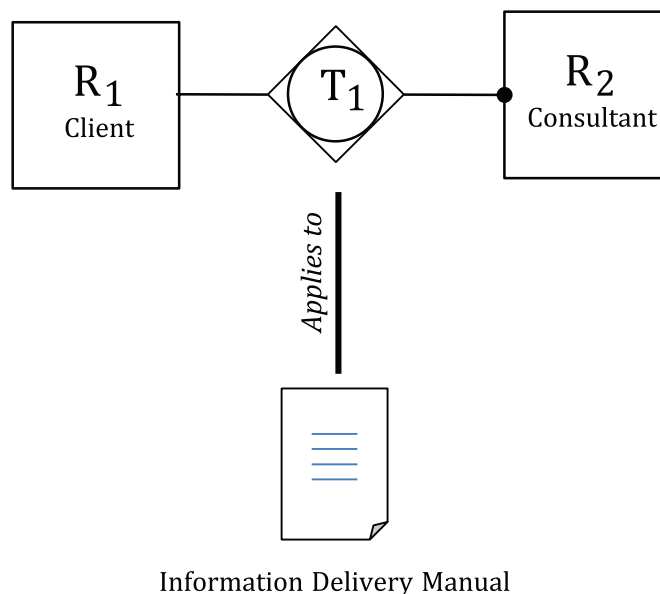 R1
Client
T1
R2
Consultant
Applies to
Information Delivery Manual